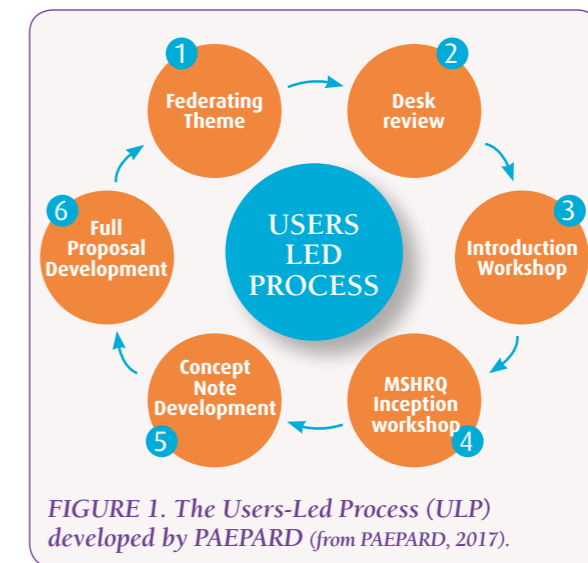 1
Federating
Theme
2
Desk
review
3
Introduction
Workshop
MSHRQ
Inception
workshop
4
Concept
Note
Development
5
6
Full
Proposal
Development
USERS
LED
PROCESS
FIGURE 1. The Users-Led Process (ULP)
developed by PAEPARD (from PAEPARD, 2017).